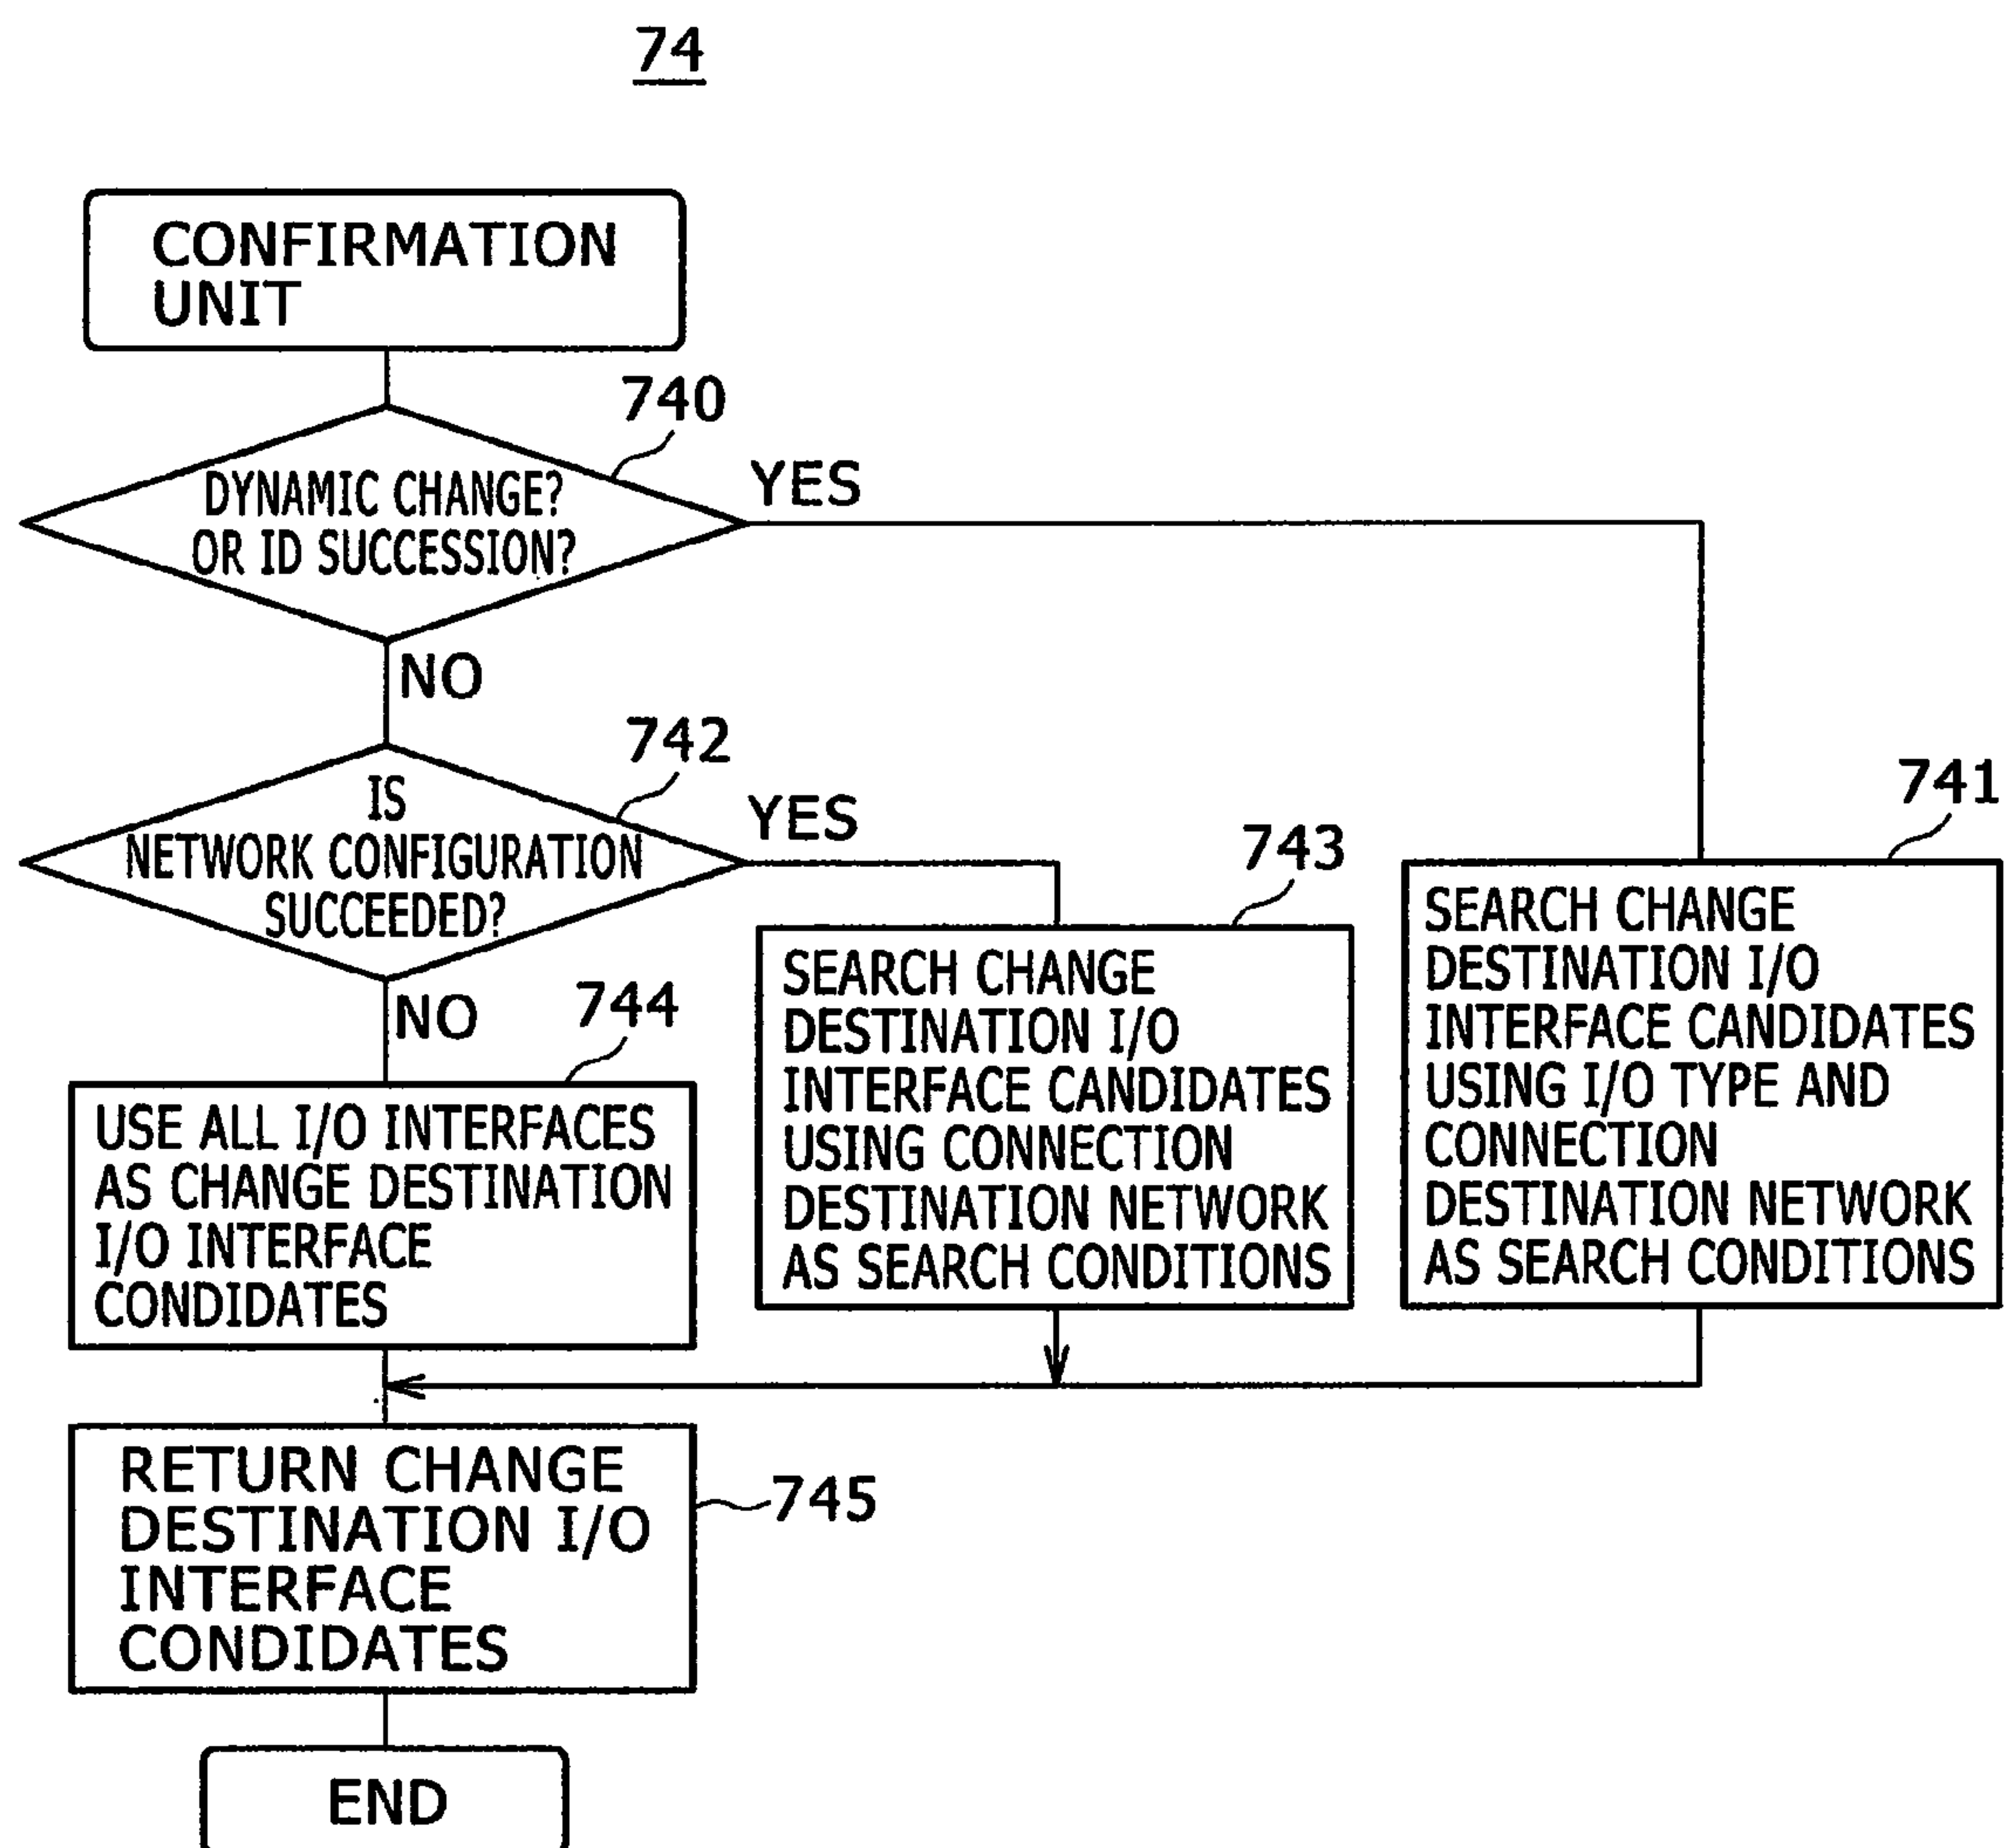 74
CONFIRMATION
UNIT
740
DYNAMIC CHANGE?
OR ID SUCCESSION?
YES
NO
742
IS
NETWORK CONFIGURATION
SUCCEEDED?
YES
NO
743
SEARCH CHANGE
DESTINATION I/O
INTERFACE CANDIDATES
USING CONNECTION
DESTINATION NETWORK
AS SEARCH CONDITIONS
741
SEARCH CHANGE
DESTINATION I/O
INTERFACE CANDIDATES
USING I/O TYPE AND
CONNECTION
DESTINATION NETWORK
AS SEARCH CONDITIONS
744
USE ALL I/O INTERFACES
AS CHANGE DESTINATION
I/O INTERFACE
CONDIDATES
RETURN CHANGE
DESTINATION I/O
INTERFACE
CONDIDATES
745
END